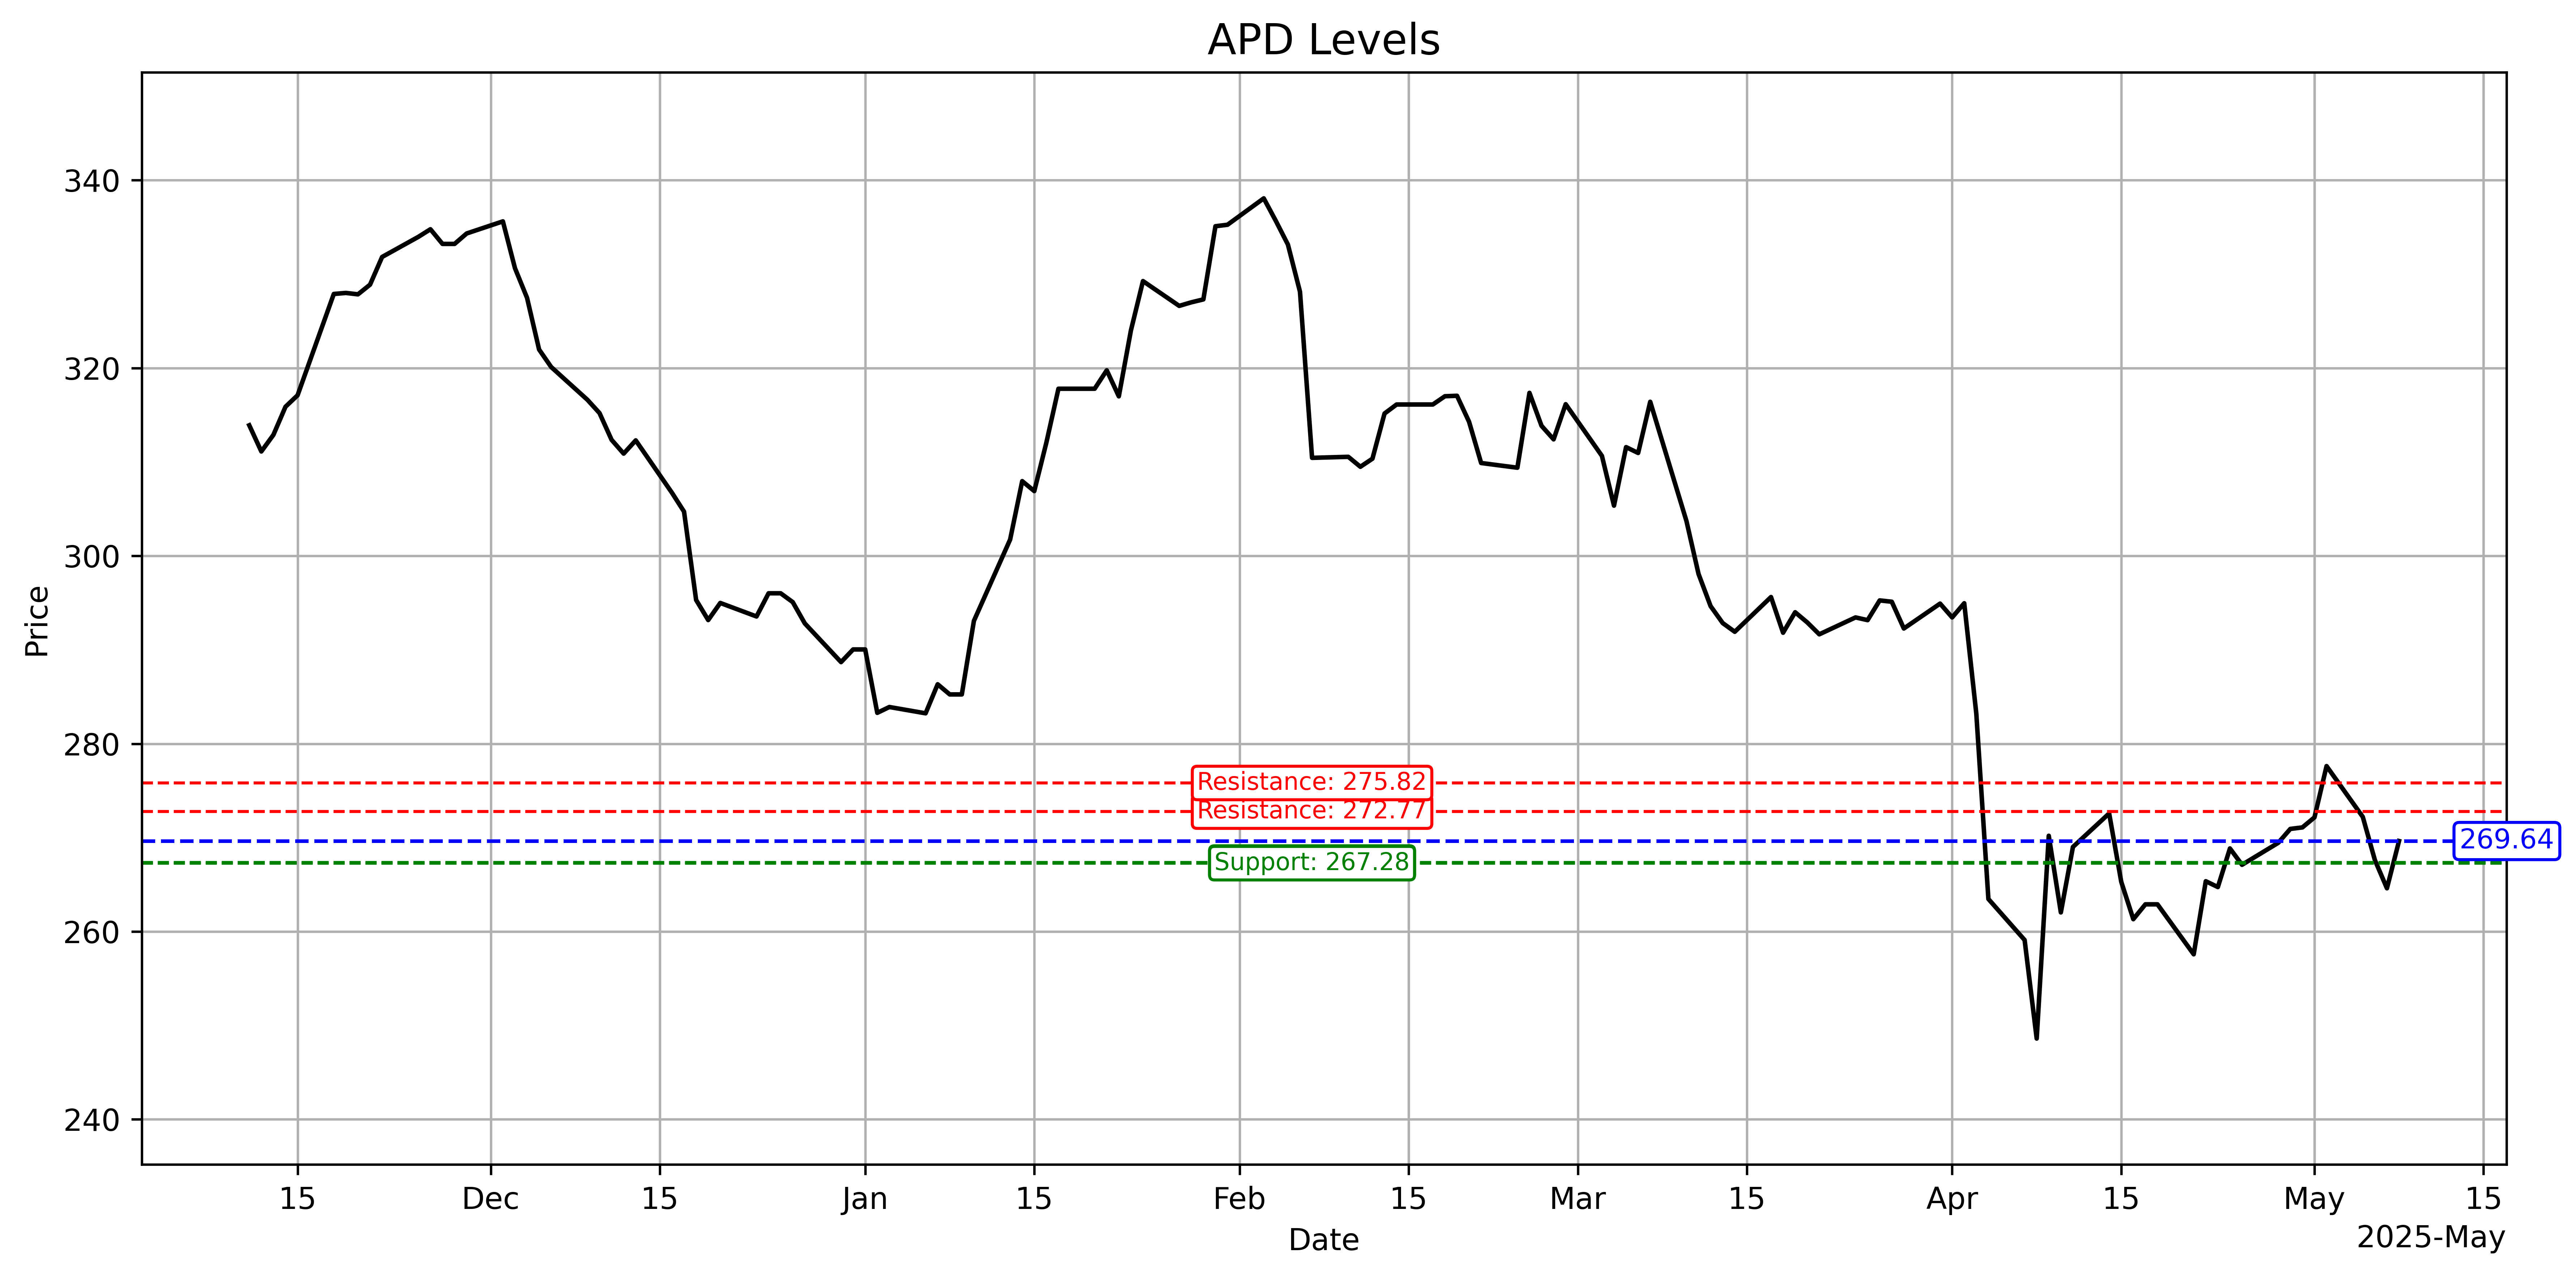 APD Levels
Price
340
320
300
280
260
240
Resistance: 275.82
Resistance: 272.77
269.64
Support: 267.28
15
Dec
15
Jan
15
Feb
15
Mar
15
Apr
15
May
15
Date
2025-May